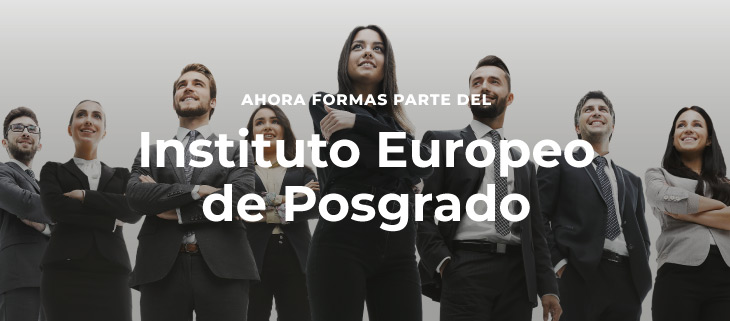 AHORA FORMAS PARTE DEL
Instituto Europeo
de Posgrado